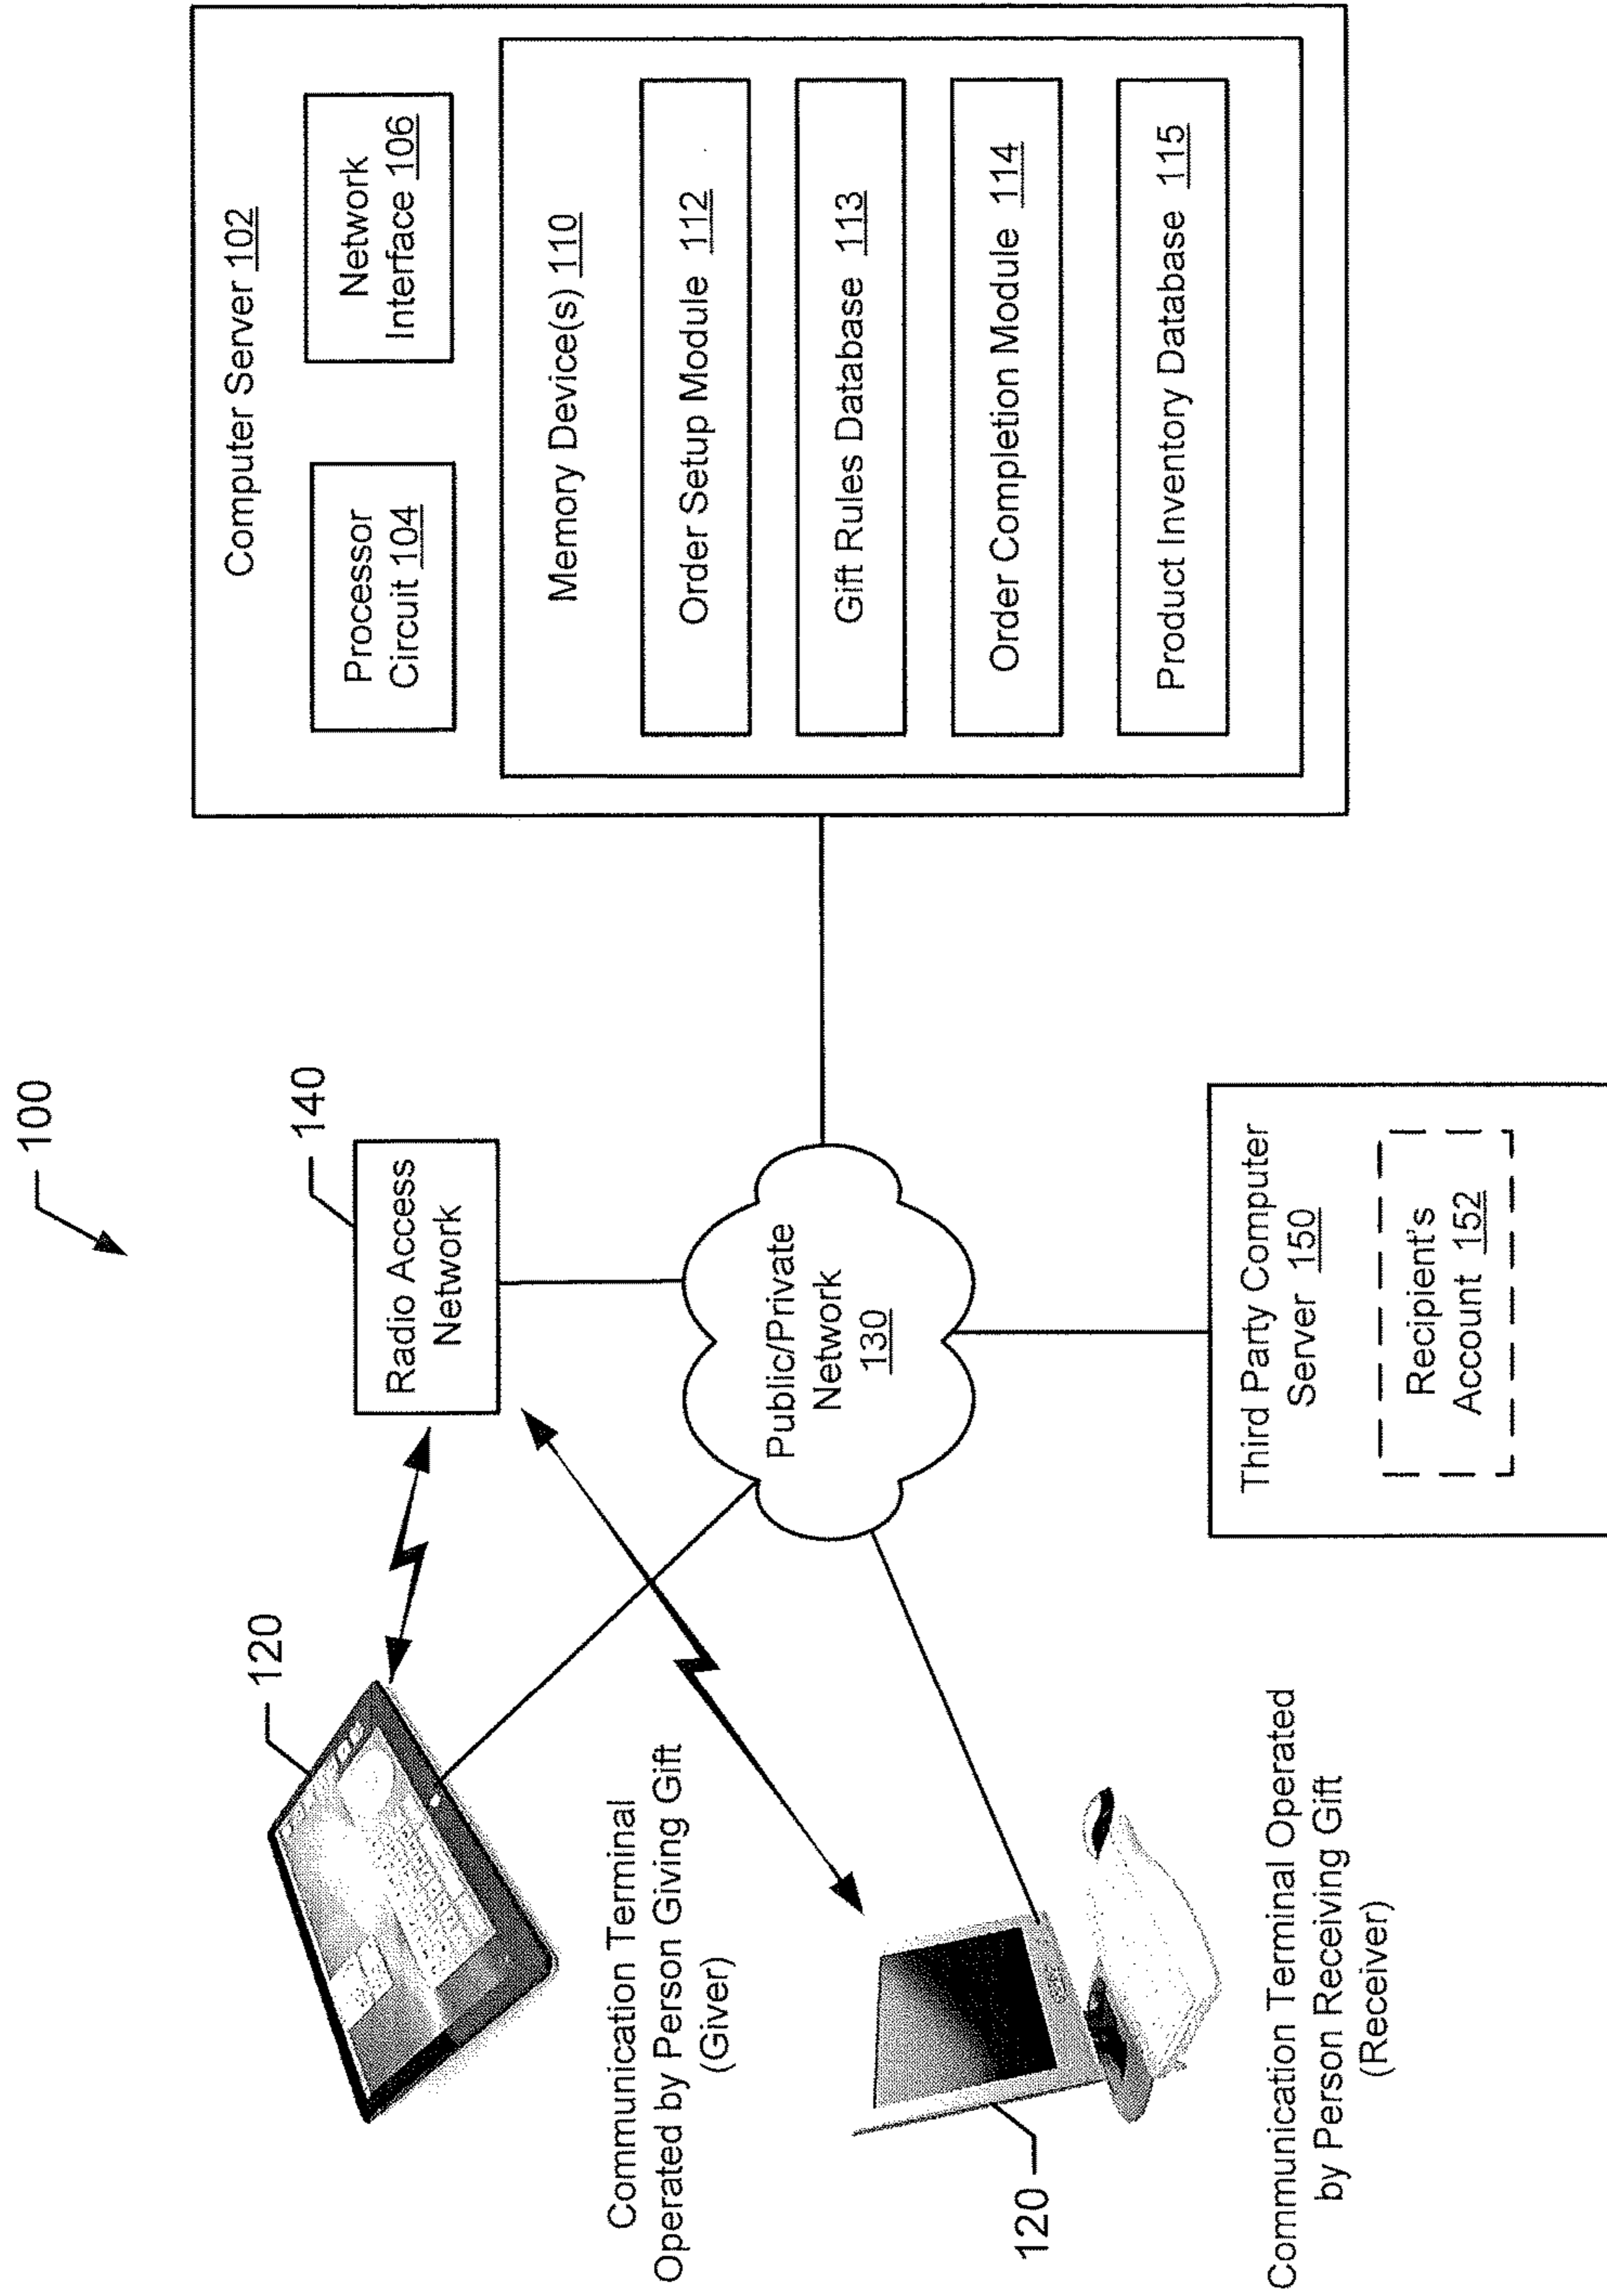 100
120
Communication Terminal
Operated by Person Giving Gift
(Giver)
120
Communication Terminal Operated
by Person Receiving Gift
(Receiver)
140
Radio Access
Network
Public/Private
Network
130
Third Party Computer
Server 150
Recipient's
Account 152
Computer Server 102
Processor
Circuit 104
Network
Interface 106
Memory Device(s) 110
Order Setup Module 112
Gift Rules Database 113
Order Completion Module 114
Product Inventory Database 115